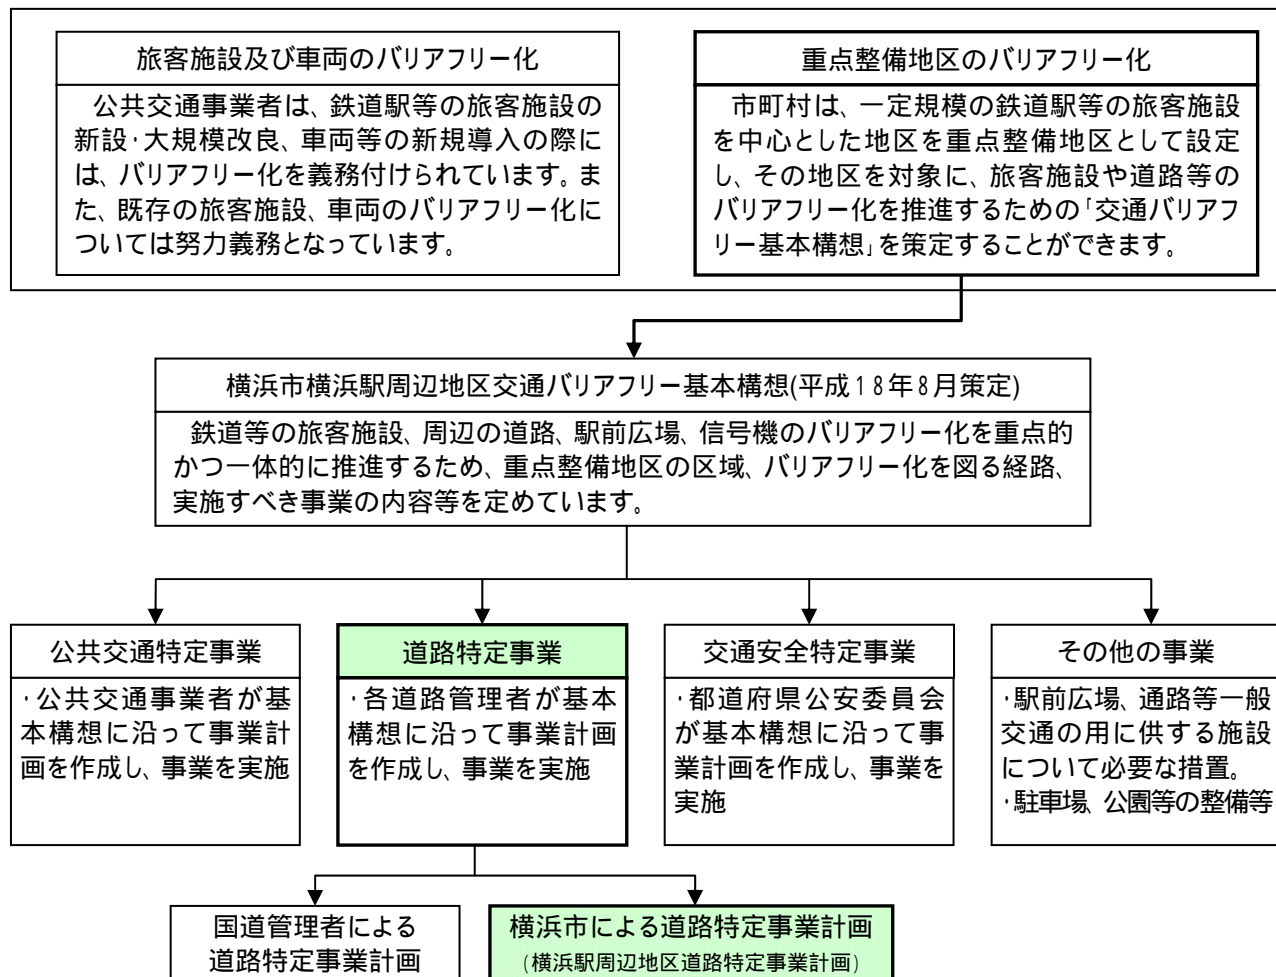 旅客施設及び車両のバリアフリー化
公共交通事業者は、鉄道駅等の旅客施設の
新設・大規模改良、車両等の新規導入の際に
は、バリアフリー化を義務付けられています。ま
た、既存の旅客施設、車両のバリアフリー化に
ついては努力義務となっています。
重点整備地区のバリアフリー化
市町村は、一定規模の鉄道駅等の旅客施設
を中心とした地区を重点整備地区として設定
し、その地区を対象に、旅客施設や道路等の
バリアフリー化を推進するための「交通バリアフ
リー基本構想」を策定することができます。
横浜市横浜駅周辺地区交通バリアフリー基本構想(平成18年8月策定)
鉄道等の旅客施設、周辺の道路、駅前広場、信号機のバリアフリー化を重点的
かつ一体的に推進するため、重点整備地区の区域、バリアフリー化を図る経路、
実施すべき事業の内容等を定めています。
公共交通特定事業
・公共交通事業者が基
本構想に沿って事業計
画を作成し、事業を実施
道路特定事業
・各道路管理者が基本
構想に沿って事業計画
を作成し、事業を実施
交通安全特定事業
・都道府県公安委員会
が基本構想に沿って事
業計画を作成し、事業を
実施
その他の事業
・駅前広場、通路等一般
交通の用に供する施設
について必要な措置。
・駐車場、公園等の整備等
国道管理者による
道路特定事業計画
横浜市による道路特定事業計画
(横浜駅周辺地区道路特定事業計画)